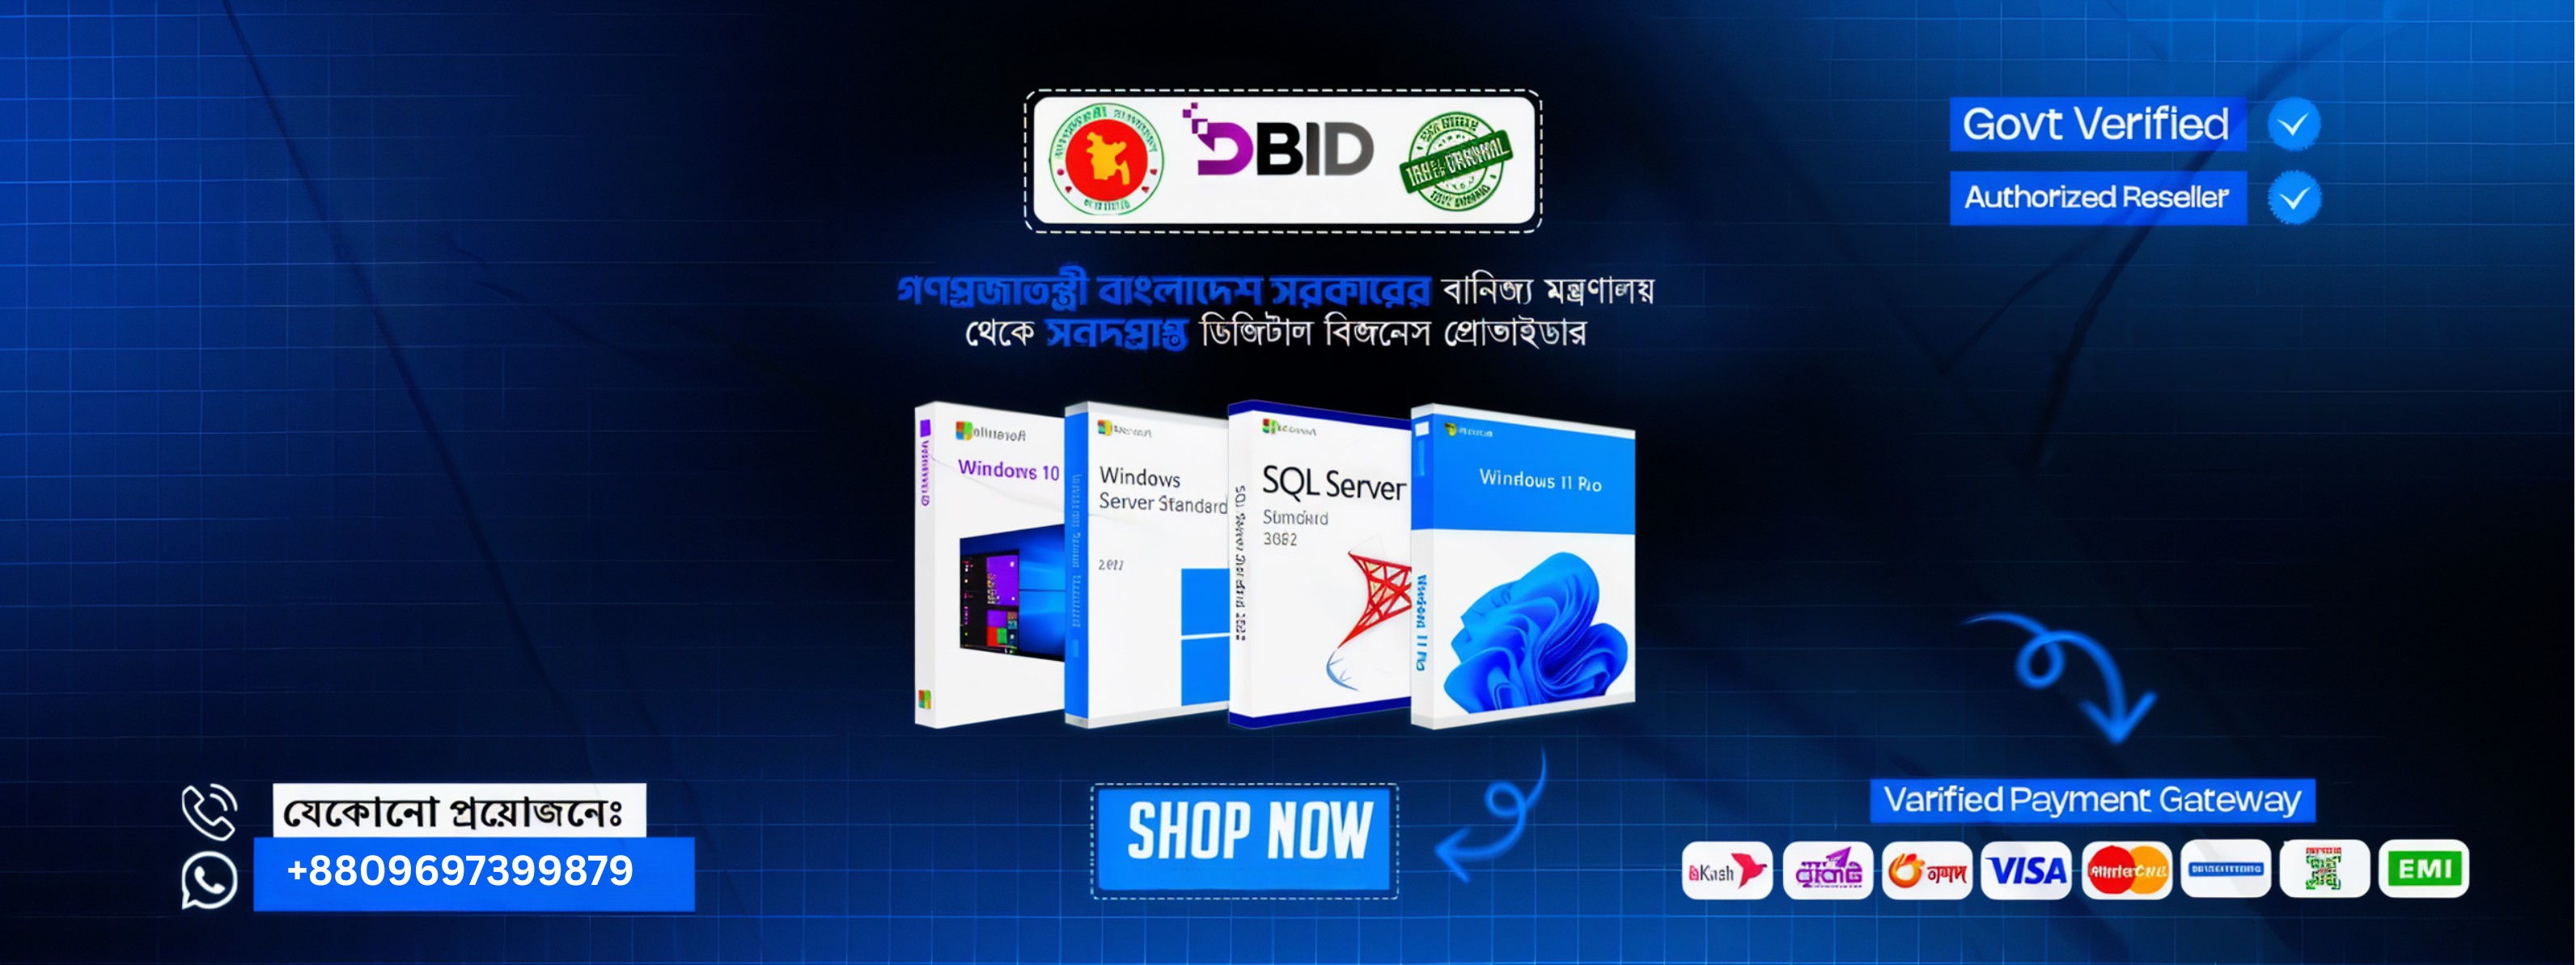 DBID
Govt Verified
Authorized Reseller
গণপ্রজাতন্ত্রী বাংলাদেশ সরকারের বানিজ্য মন্ত্রণালয়
থেকে সনদপ্রাপ্ত ডিজিটাল বিজনেস প্রোভাইডার
Windows 10
Windows
Server Standard
SQL Server
Windows 11 Pro
যেকোনো প্রয়োজনেঃ
+8809697399879
SHOP NOW
Varified Payment Gateway
VISA
EMI